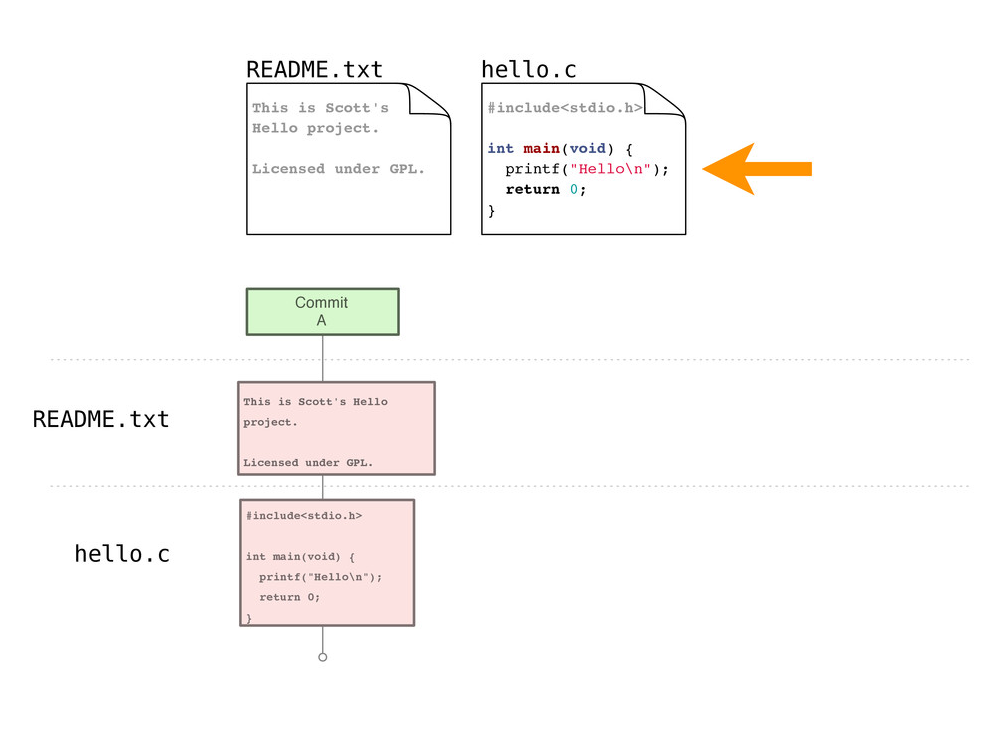 README.txt
This is Scott's
Hello project.
Licensed under GPL.
hello.c
#include<stdio.h>
int main(void) {
  printf("Hello\n");
  return 0;
}
Commit
A
README.txt
This is Scott's Hello
project.
Licensed under GPL.
hello.c
#include<stdio.h>
int main(void) {
  printf("Hello\n");
  return 0;
}